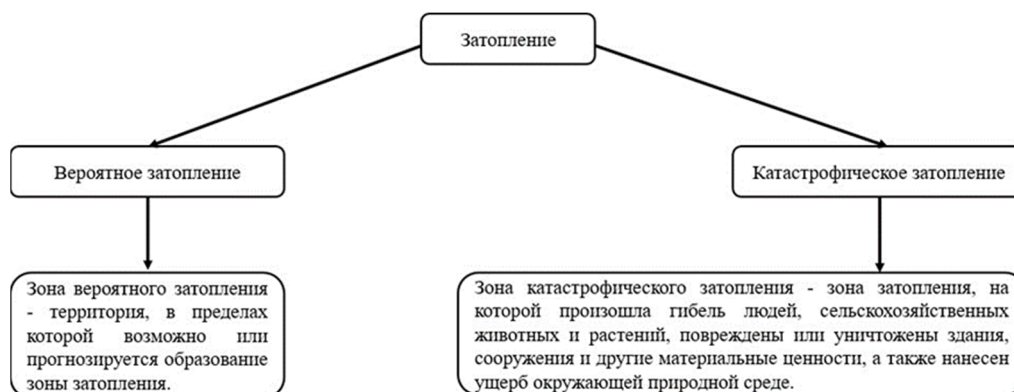 Затопление
Вероятное затопление
Катастрофическое затопление
Зона вероятного затопления
- территория, в пределах
которой возможно или
прогнозируется образование
зоны затопления.
Зона катастрофического затопления - зона затопления, на
которой произошла гибель людей, сельскохозяйственных
животных и растений, повреждены или уничтожены здания,
сооружения и другие материальные ценности, а также нанесен
ущерб окружающей природной среде.